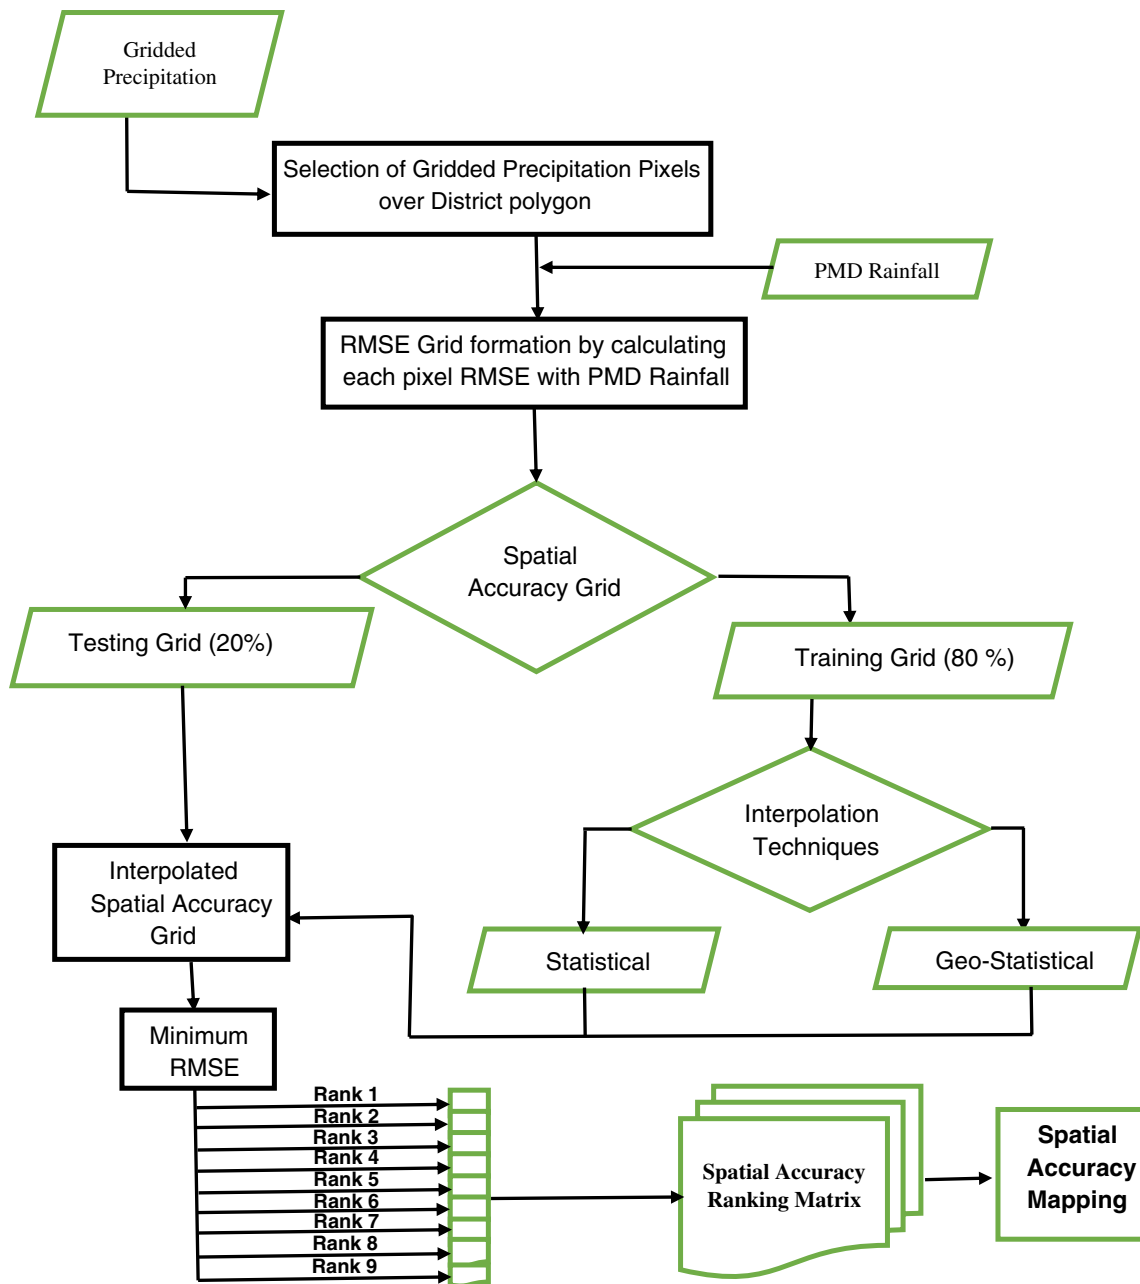 Gridded
Precipitation
Selection of Gridded Precipitation Pixels
over District polygon
PMD Rainfall
RMSE Grid formation by calculating
each pixel RMSE with PMD Rainfall
Spatial
Accuracy Grid
Testing Grid (20%)
Training Grid (80 %)
Interpolation
Techniques
Interpolated
Spatial Accuracy
Grid
Statistical
Geo-Statistical
Minimum
RMSE
Rank 1
Rank 2
Rank 3
Rank 4
Rank 5
Rank 6
Rank 7
Rank 8
Rank 9
Spatial Accuracy
Ranking Matrix
Spatial
Accuracy
Mapping